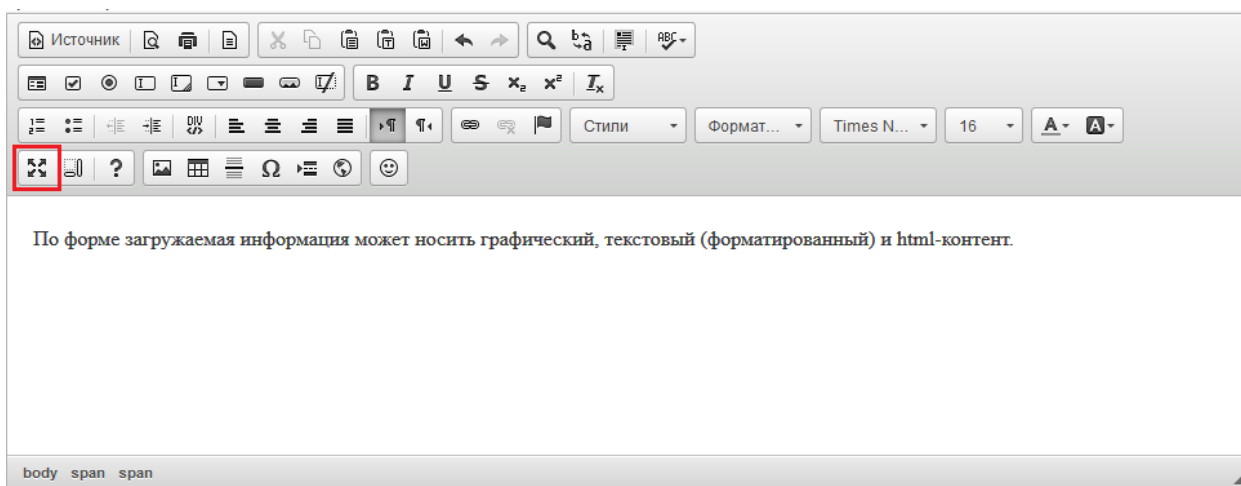 Источник
Стили Формат... Times N... 16
По форме загружаемая информация может носить графический, текстовый (форматированный) и html-контент.
body span span